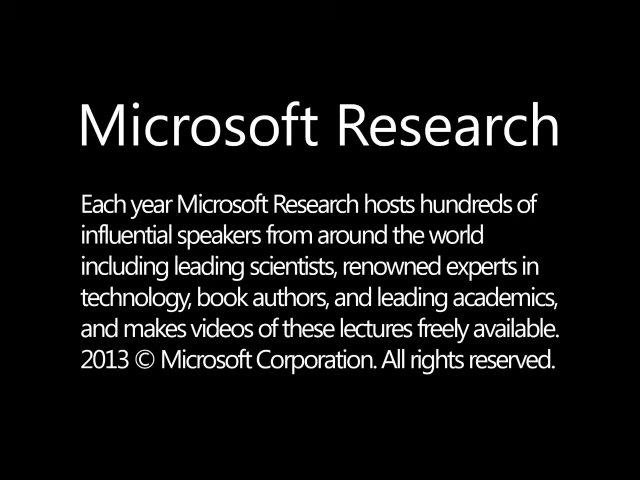 Microsoft Research
Each year Microsoft Research hosts hundreds of
influential speakers from around the world
including leading scientists, renowned experts in
technology, book authors, and leading academics,
and makes videos of these lectures freely available.
2013 © Microsoft Corporation. All rights reserved.